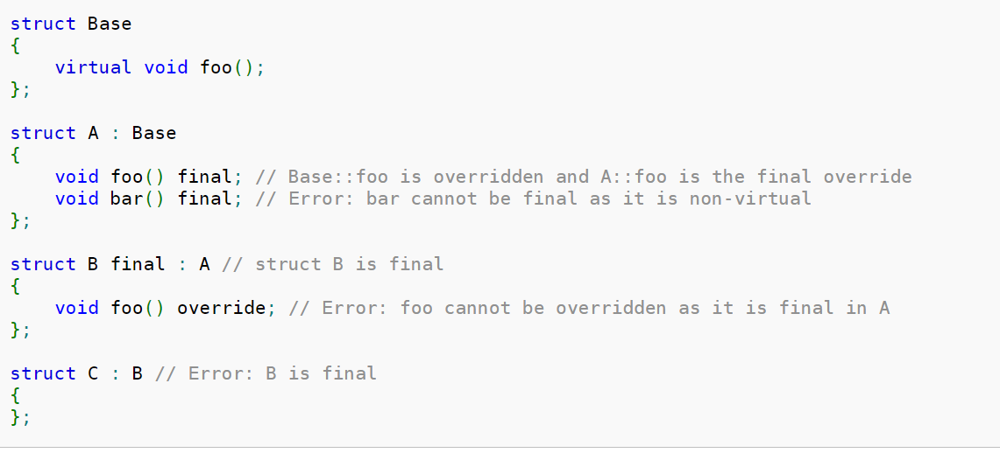 struct Base
{
    virtual void foo();
};

struct A : Base
{
    void foo() final; // Base::foo is overridden and A::foo is the final override
    void bar() final; // Error: bar cannot be final as it is non-virtual
};

struct B final : A // struct B is final
{
    void foo() override; // Error: foo cannot be overridden as it is final in A
};

struct C : B // Error: B is final
{
};